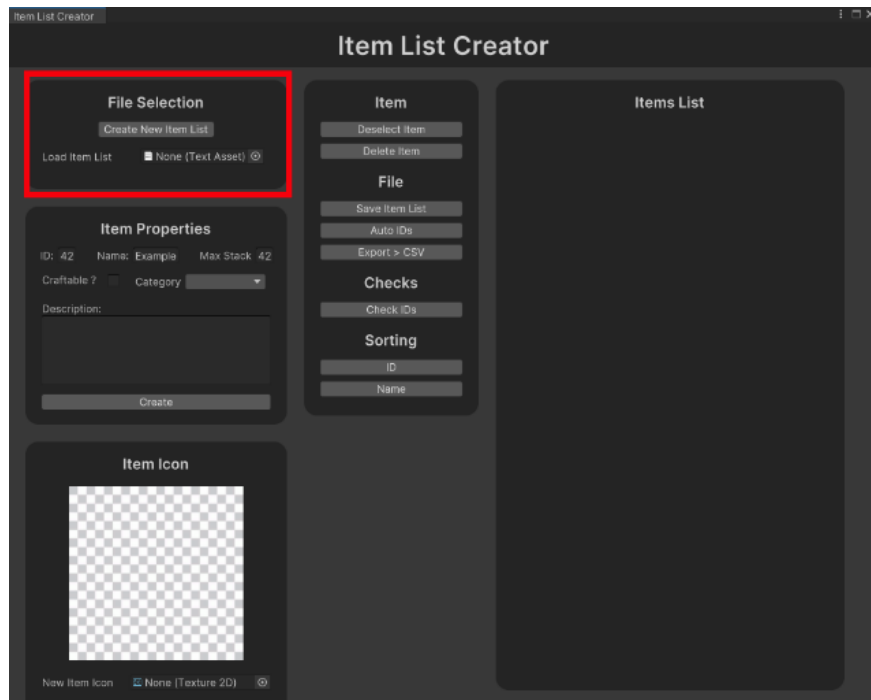 Item List Creator
Item List Creator
File Selection
Create New Item List
Load Item List None (Text Asset)
Item Properties
ID: 42 Name: Example Max Stack 42
Craftable ? Category
Description:
Create
Item Icon
New Item Icon None (Texture 2D)
Item
Deselect Item
Delete Item
File
Save Item List
Auto IDs
Export > CSV
Checks
Check IDs
Sorting
ID
Name
Items List